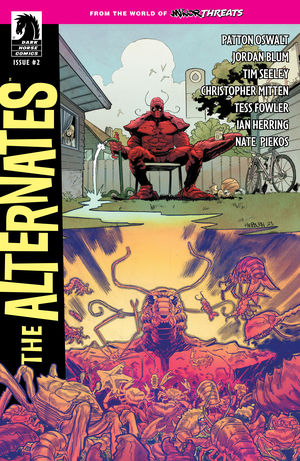 FROM THE WORLD OF MINOR THREATS
DARK HORSE COMICS
ISSUE #2
THE ALTERNATES
PATTON OSWALT
JORDAN BLUM
TIM SEELEY
CHRISTOPHER MITTEN
TESS FOWLER
IAN HERRING
NATE PIEKOS